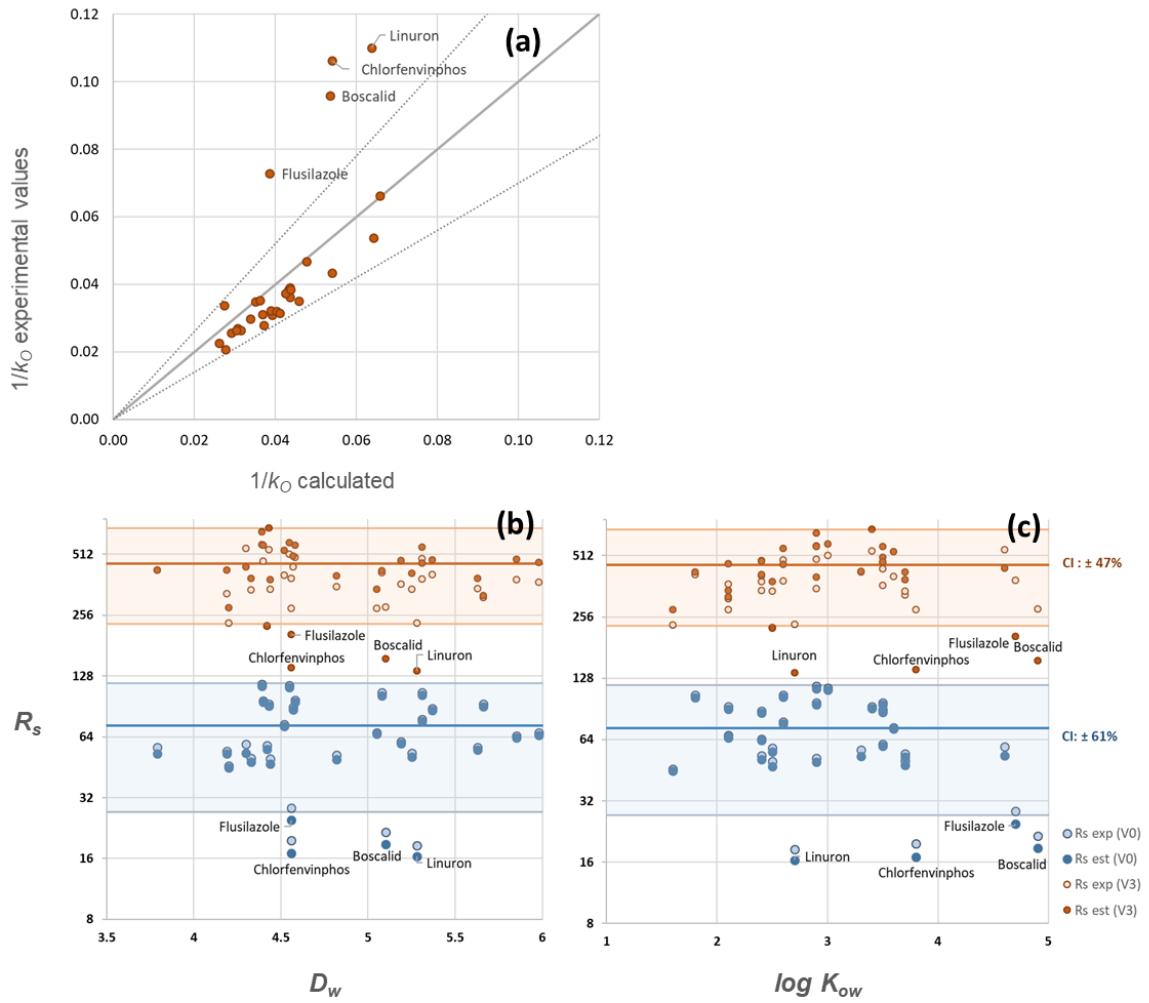 (a)
0.12
0.10
0.08
0.06
0.04
0.02
0.00
1/kO experimental values
Linuron
Chlorfenvinphos
Boscalid
Flusilazole
0.00 0.02 0.04 0.06 0.08 0.10 0.12
1/kO calculated
(b)
512
256
128
64
32
16
8
Rs
Flusilazole
Chlorfenvinphos
Boscalid
Linuron
Flusilazole
Chlorfenvinphos
Boscalid
Linuron
3.5 4 4.5 5 5.5 6
Dw
(c)
512
256
128
64
32
16
8
Linuron
Chlorfenvinphos
Flusilazole
Boscalid
Linuron
Chlorfenvinphos
Flusilazole
Boscalid
1 2 3 4 5
log Kow
CI : ± 47%
CI: ± 61%
Rs exp (V0)
Rs est (V0)
Rs exp (V3)
Rs est (V3)